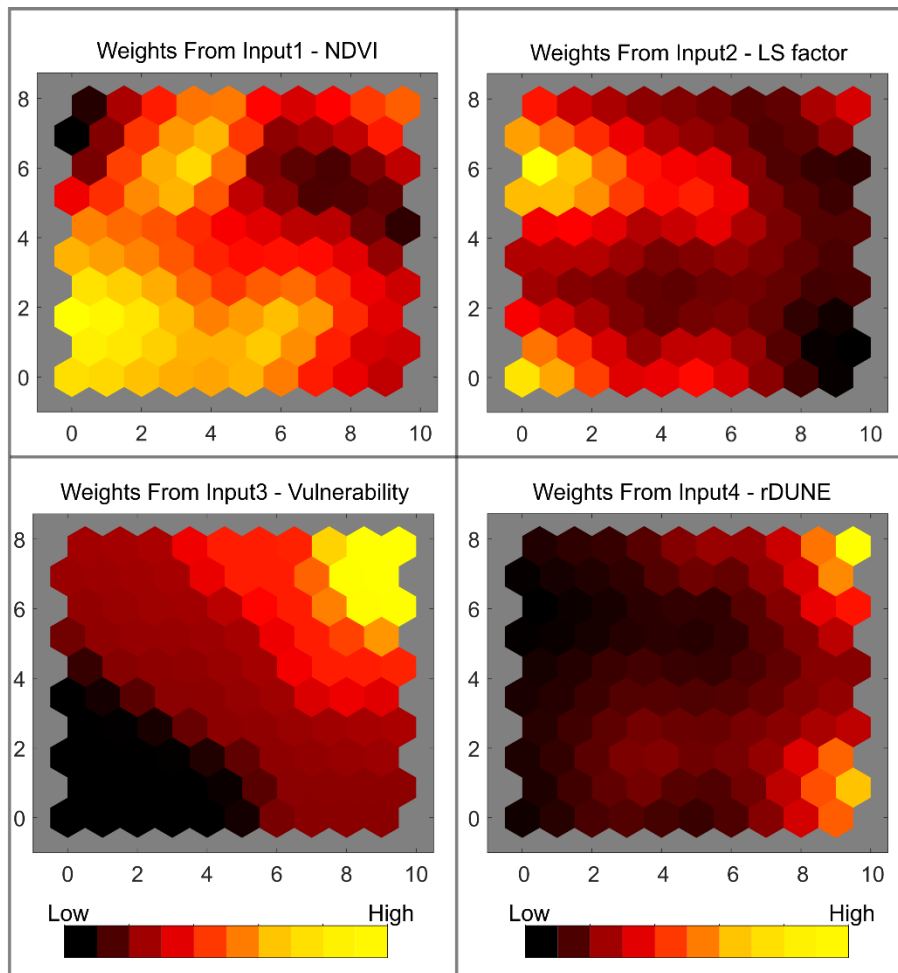 Weights From Input1 - NDVI
8
6
4
2
0
0 2 4 6 8 10
Weights From Input2 - LS factor
8
6
4
2
0
0 2 4 6 8 10
Weights From Input3 - Vulnerability
8
6
4
2
0
0 2 4 6 8 10
Low High
Weights From Input4 - rDUNE
8
6
4
2
0
0 2 4 6 8 10
Low High